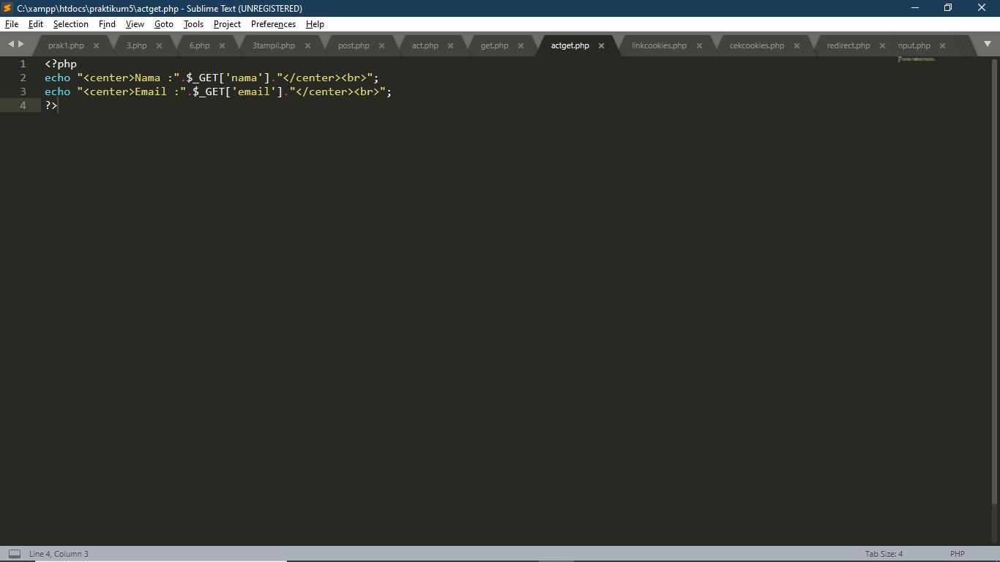 C:\xampp\htdocs\praktikum5\actget.php - Sublime Text (UNREGISTERED)
File Edit Selection Find View Goto Tools Project Preferences Help
prak1.php 3.php 6.php 3tampil.php post.php act.php get.php actget.php linkcookies.php cekcookies.php redirect.php nput.php
1 <?php
2 echo "<center>Nama :".$_GET['nama']."</center><br>";
3 echo "<center>Email :".$_GET['email']."</center><br>";
4 ?>
Line 4, Column 3 Tab Size: 4 PHP